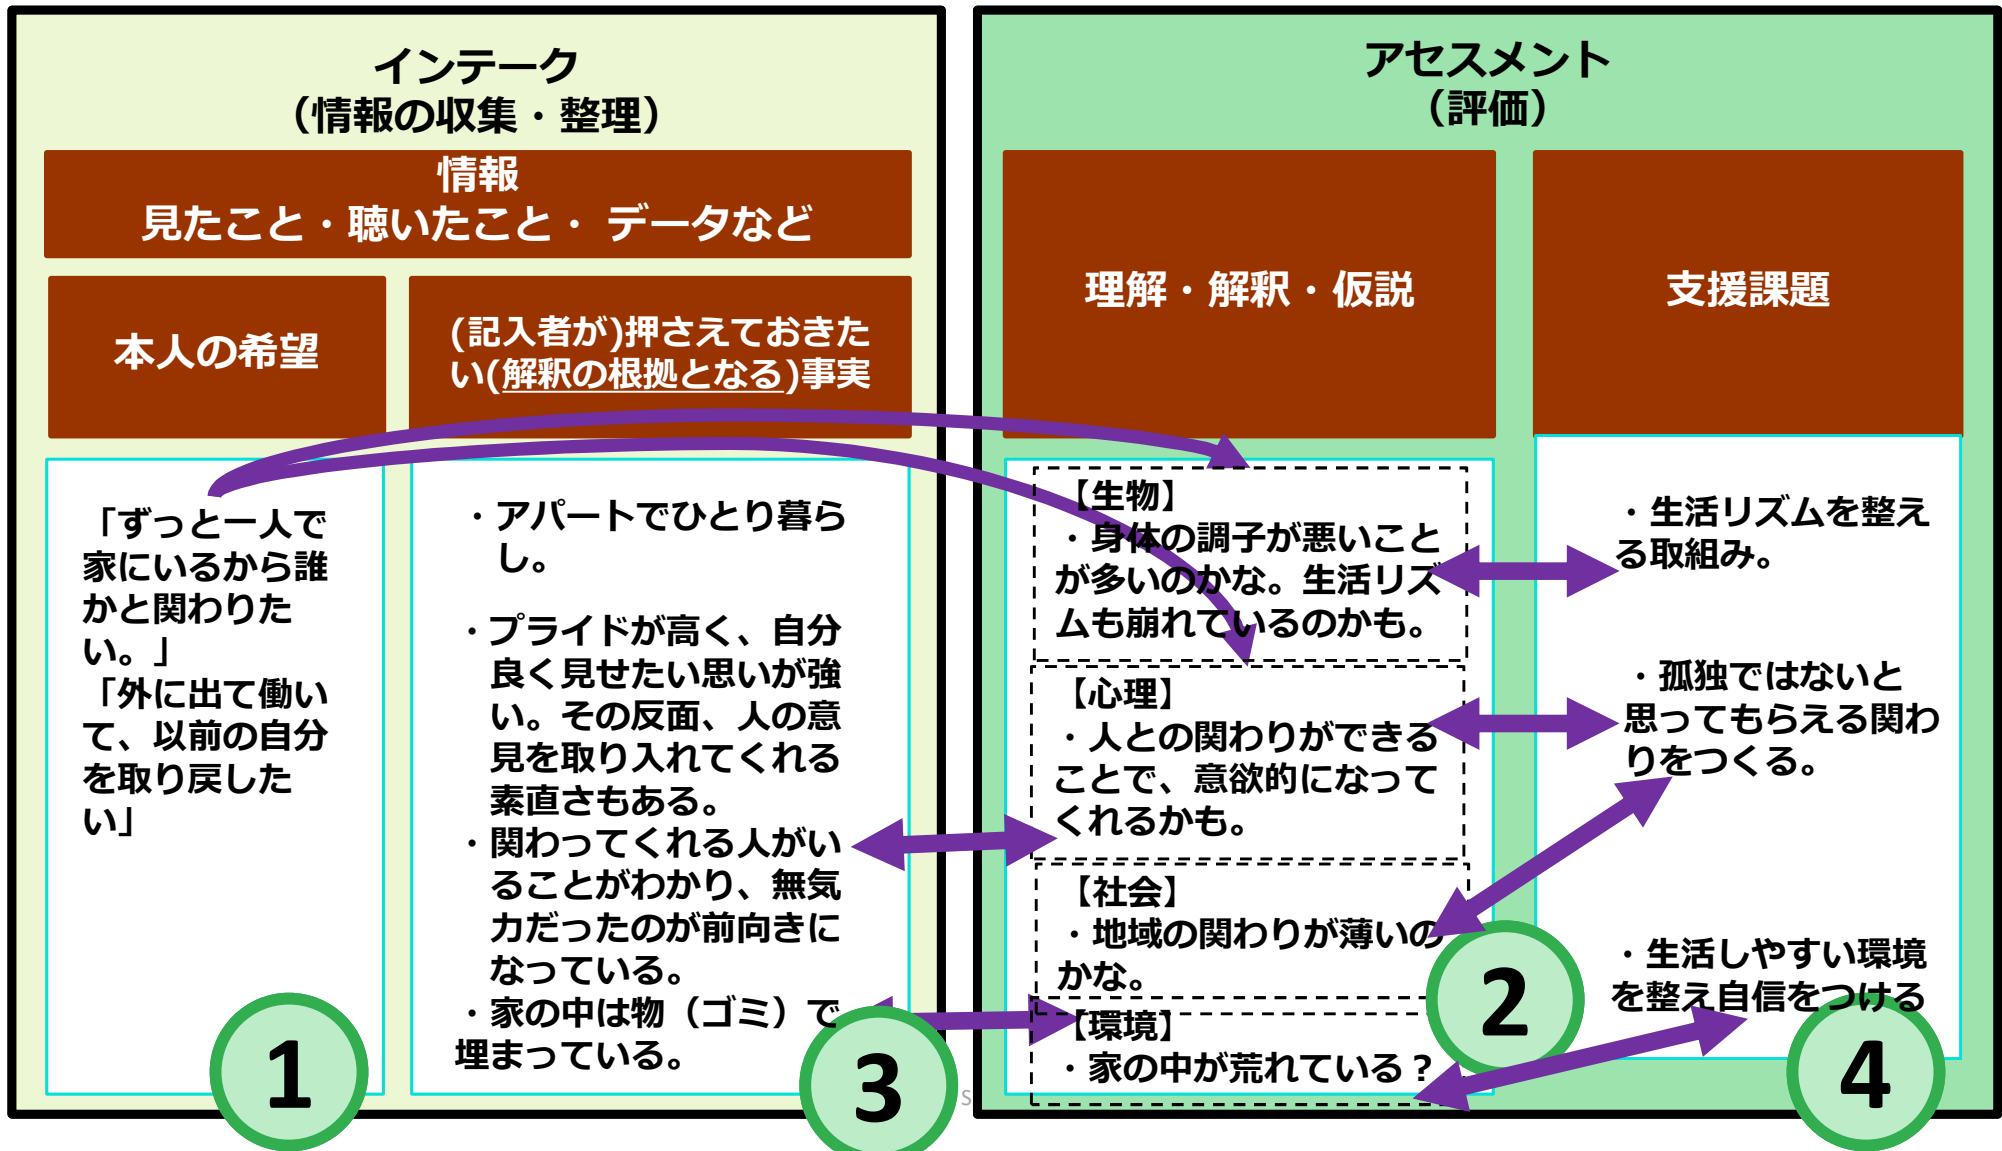 インテーク
（情報の収集・整理）
情報
見たこと・聴いたこと・ データなど
本人の希望
(記入者が)押さえておきた
い(解釈の根拠となる)事実
「ずっと一人で
家にいるから誰
かと関わりた
い。」
「外に出て働い
て、以前の自分
を取り戻した
い」
1
・アパートでひとり暮ら
し。
・プライドが高く、自分
良く見せたい思いが強
い。その反面、人の意
見を取り入れてくれる
素直さもある。
・関わってくれる人がい
ることがわかり、無気
力だったのが前向きに
なっている。
・家の中は物（ゴミ）で
埋まっている。
3
S
アセスメント
（評価）
理解・解釈・仮説
【生物】
・身体の調子が悪いこと
が多いのかな。生活リズ
ムも崩れているのかも。
【心理】
・人との関わりができる
ことで、意欲的になって
くれるかも。
【社会】
・地域の関わりが薄いの
かな。
【環境】
・家の中が荒れている？
2
支援課題
・生活リズムを整え
る取組み。
・孤独ではないと
思ってもらえる関わ
りをつくる。
・生活しやすい環境
を整え自信をつける
4